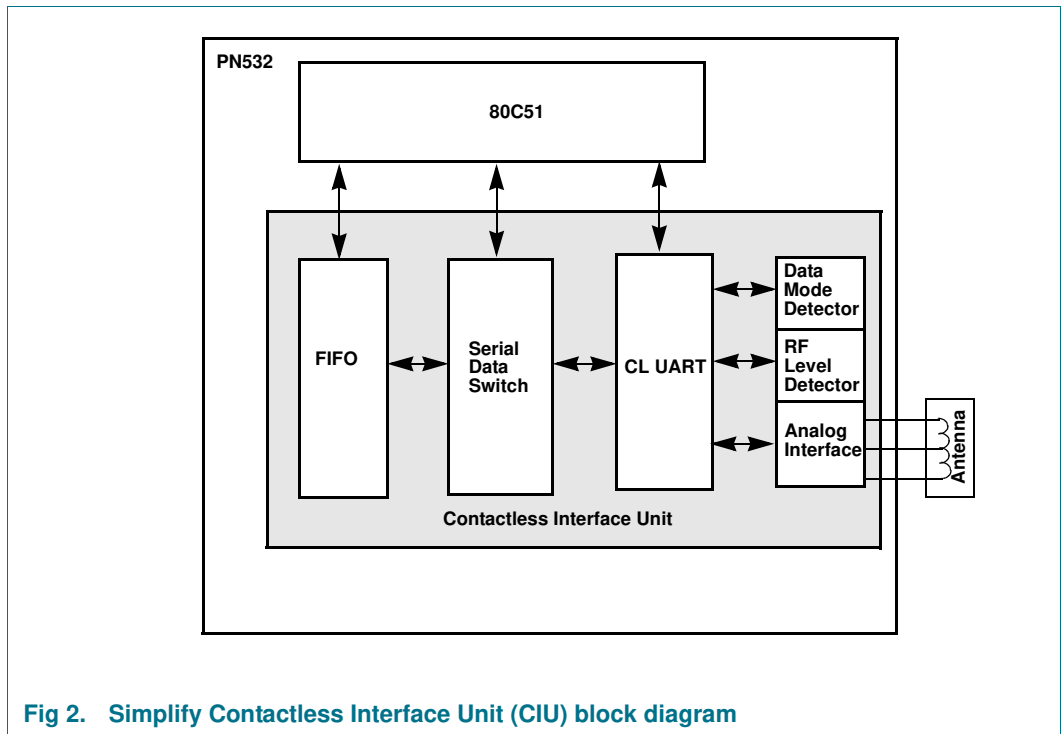 PN532
80C51
FIFO
Serial
Data
Switch
CL UART
Data
Mode
Detector
RF
Level
Detector
Analog
Interface
Antenna
Contactless Interface Unit
Fig 2. Simplify Contactless Interface Unit (CIU) block diagram